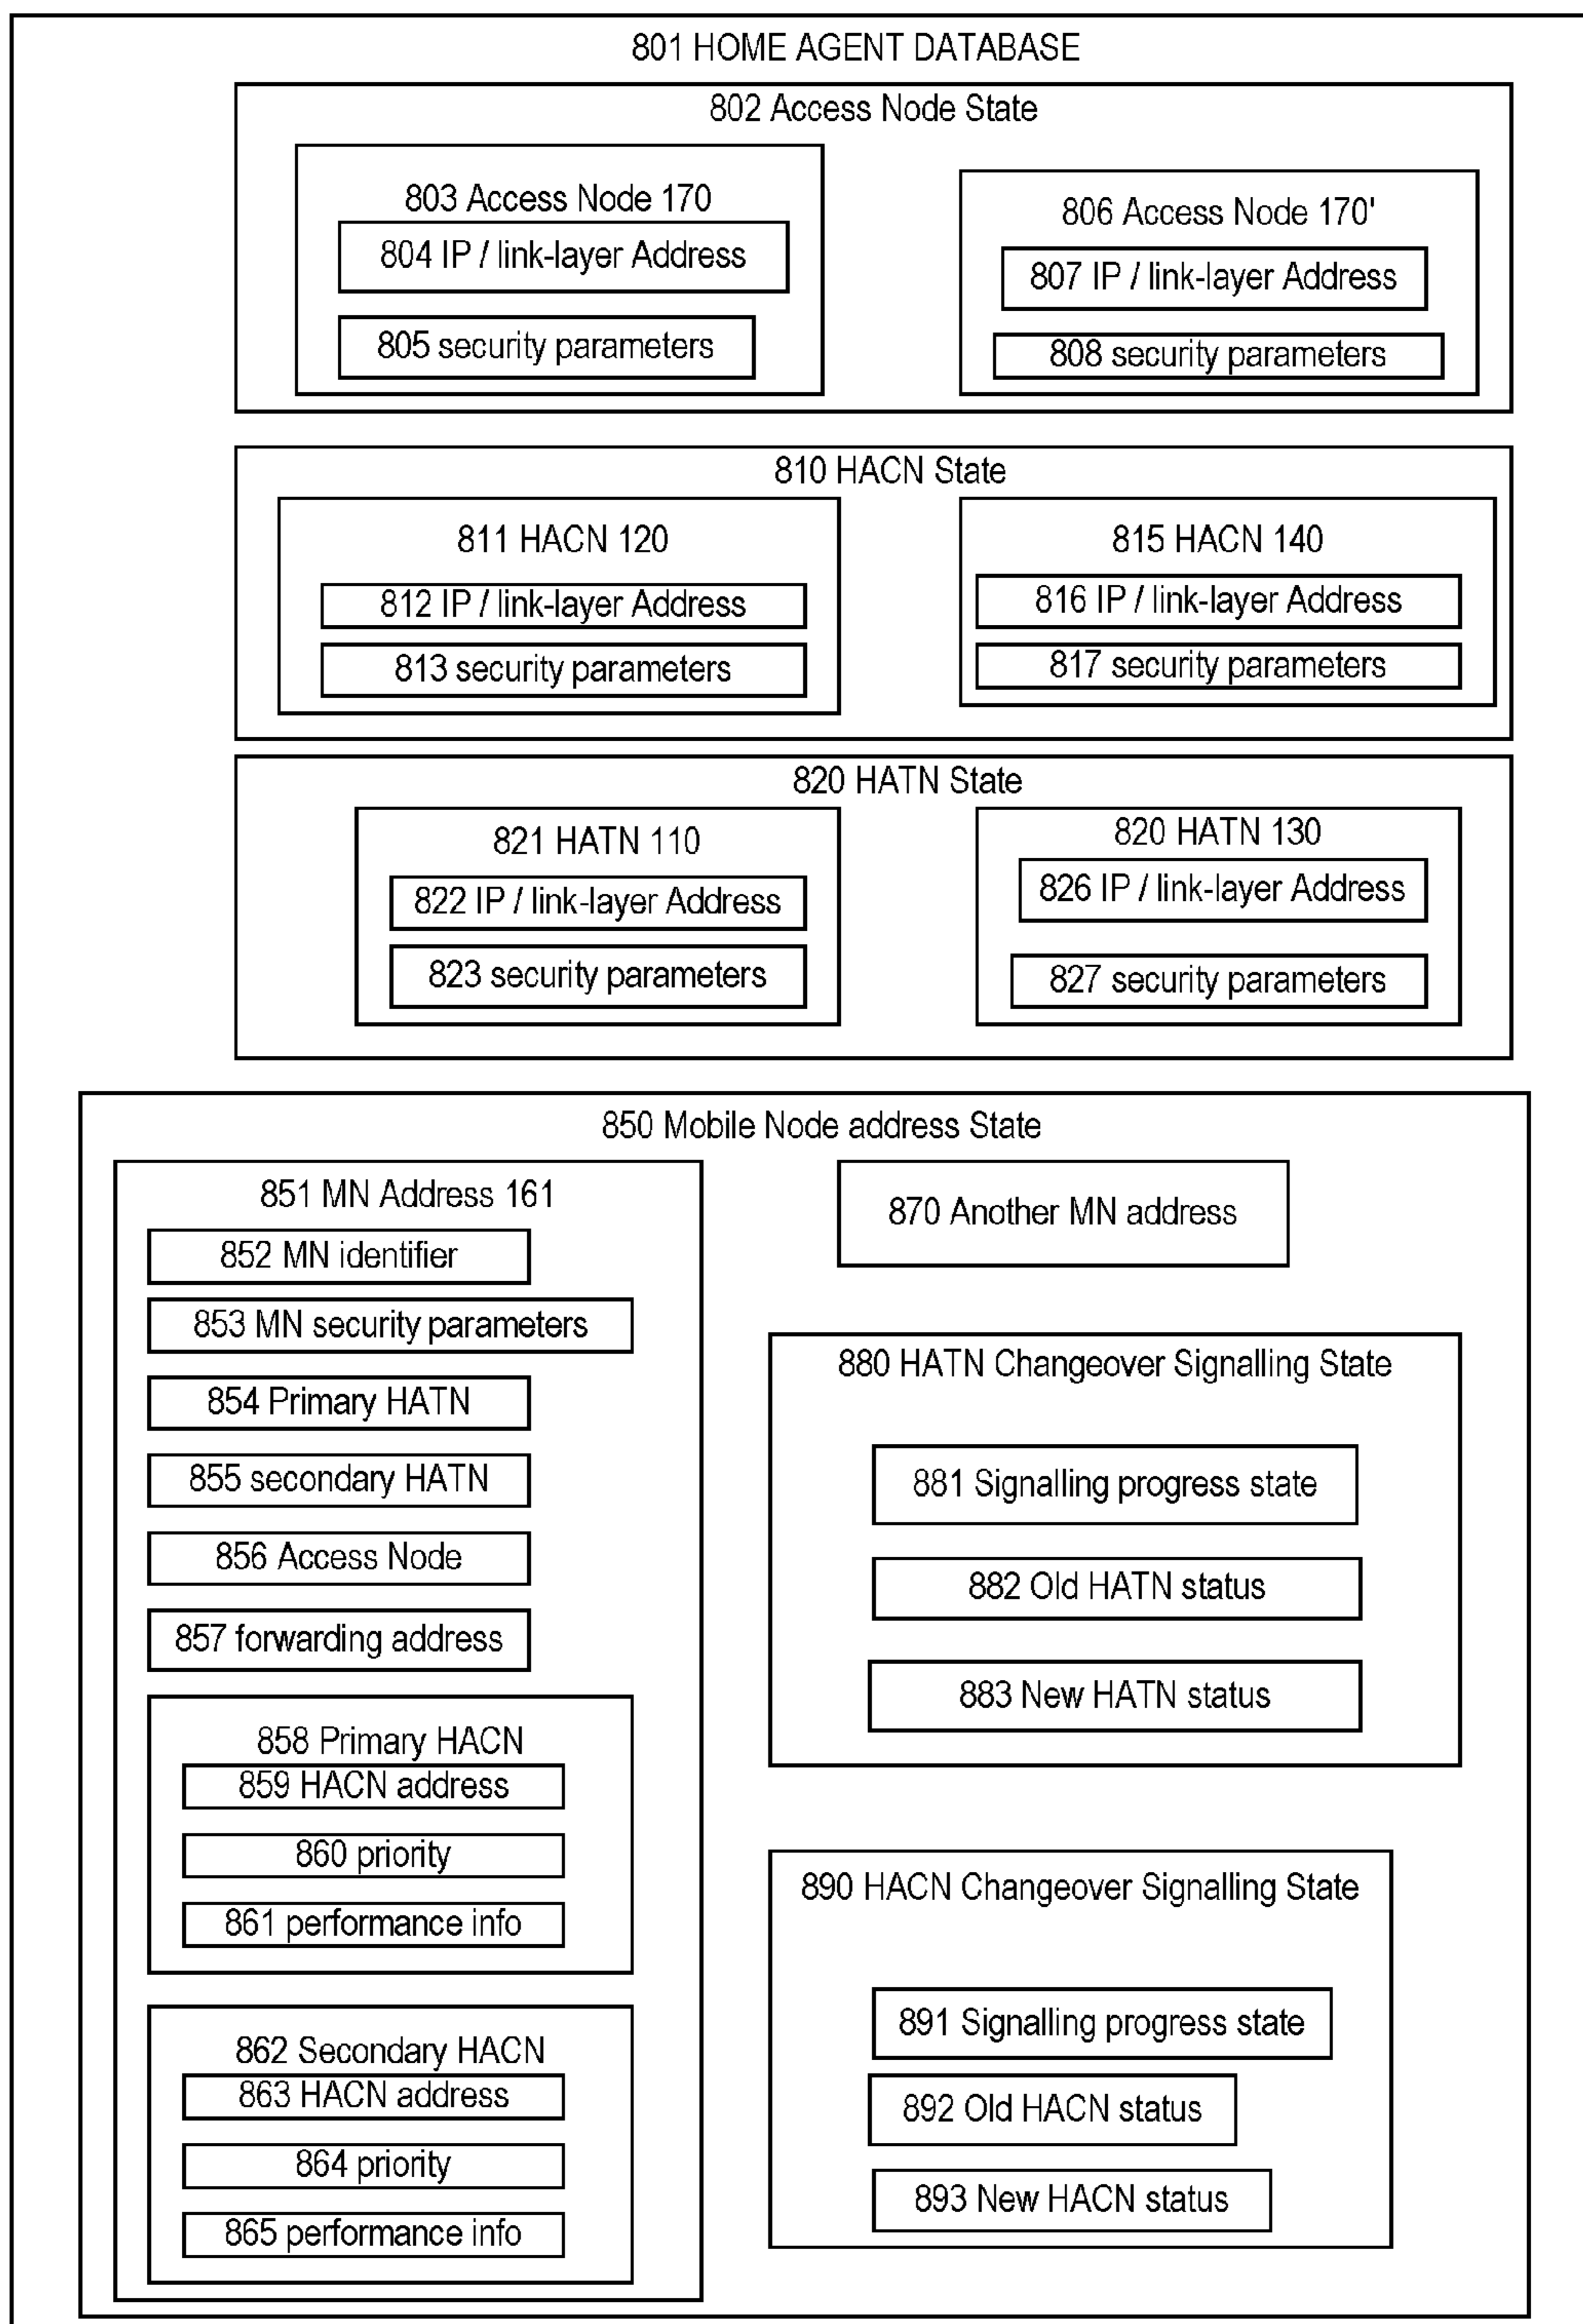 801 HOME AGENT DATABASE
802 Access Node State
803 Access Node 170
804 IP / link-layer Address
805 security parameters
806 Access Node 170'
807 IP / link-layer Address
808 security parameters
810 HACN State
811 HACN 120
812 IP / link-layer Address
813 security parameters
815 HACN 140
816 IP / link-layer Address
817 security parameters
820 HATN State
821 HATN 110
822 IP / link-layer Address
823 security parameters
820 HATN 130
826 IP / link-layer Address
827 security parameters
850 Mobile Node address State
851 MN Address 161
852 MN identifier
853 MN security parameters
854 Primary HATN
855 secondary HATN
856 Access Node
857 forwarding address
858 Primary HACN
859 HACN address
860 priority
861 performance info
862 Secondary HACN
863 HACN address
864 priority
865 performance info
870 Another MN address
880 HATN Changeover Signalling State
881 Signalling progress state
882 Old HATN status
883 New HATN status
890 HACN Changeover Signalling State
891 Signalling progress state
892 Old HACN status
893 New HACN status